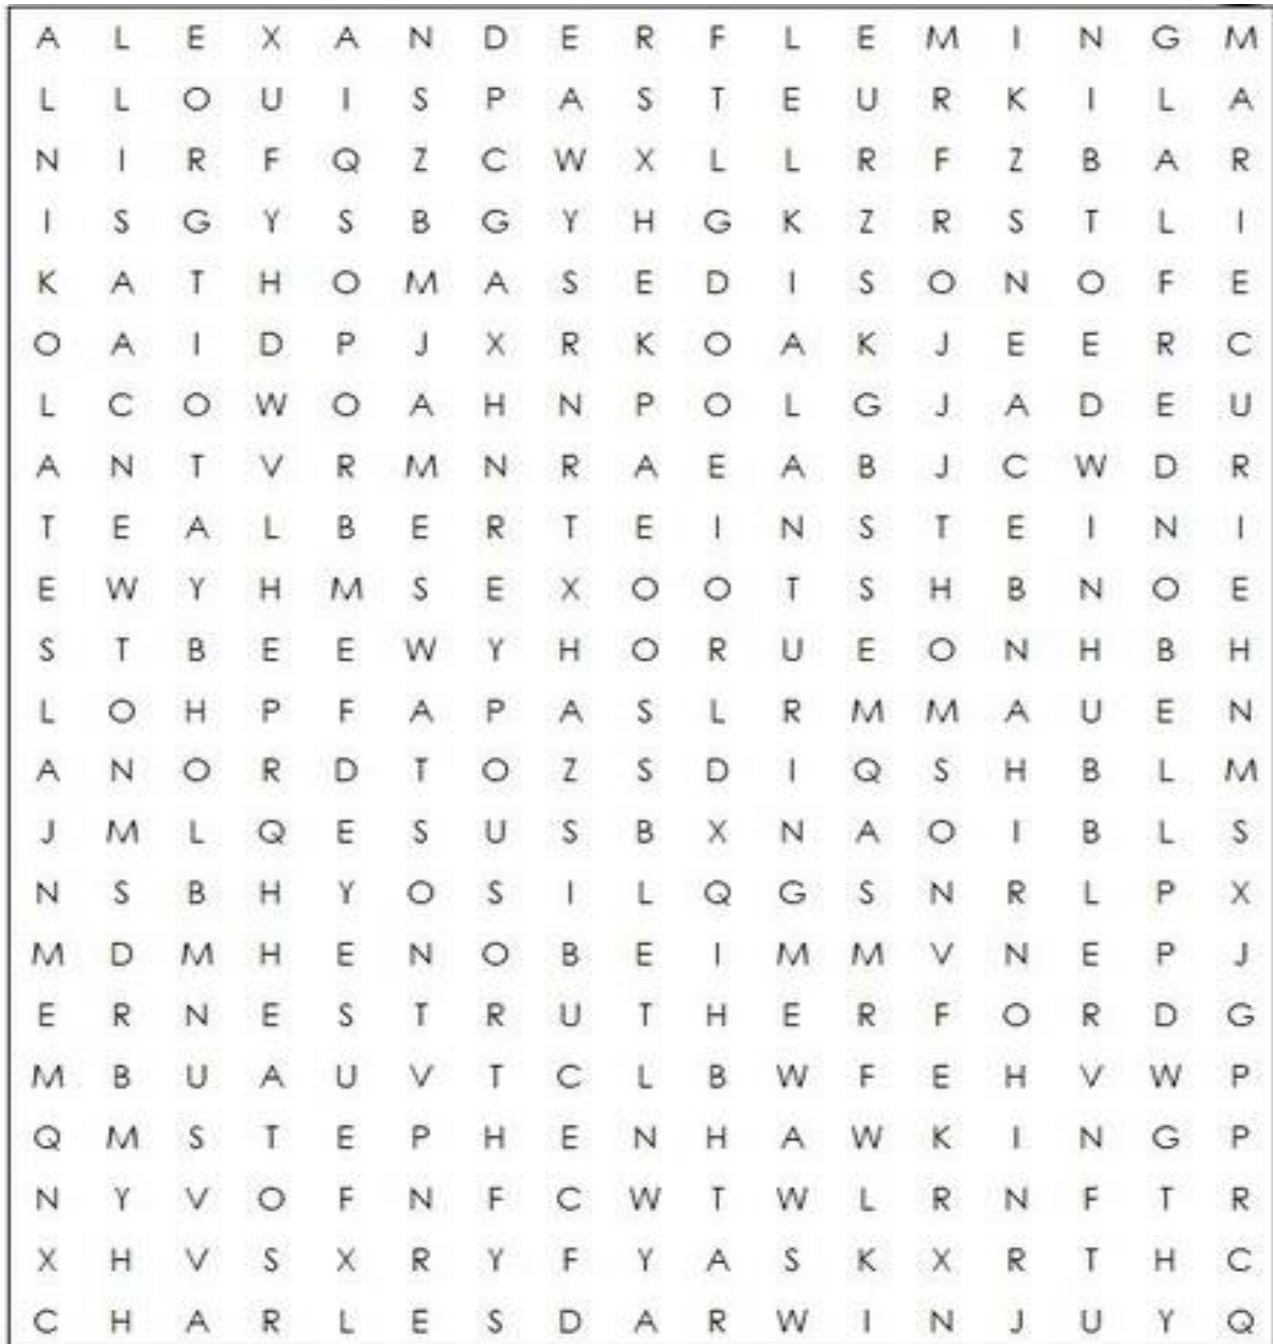 A L E X A N D E R F L E M I N G M
L L O U I S P A S T E U R K I L A
N I R F Q Z C W X L L R F Z B A R
I S G Y S B G Y H G K Z R S T L I
K A T H O M A S E D I S O N O F E
O A I D P J X R K O A K J E E R C
L C O W O A H N P O L G J A D E U
A N T V R M N R A E A B J C W D R
T E A L B E R T E I N S T E I N I
E W Y H M S E X O O T S H B N O E
S T B E E W Y H O R U E O N H B H
L O H P F A P A S L R M M A U E N
A N O R D T O Z S D I Q S H B L M
J M L Q E S U S B X N A O I B L S
N S B H Y O S I L Q G S N R L P X
M D M H E N O B E I M M V N E P J
E R N E S T R U T H E R F O R D G
M B U A U V T C L B W F E H V W P
Q M S T E P H E N H A W K I N G P
N Y V O F N F C W T W L R N F T R
X H V S X R Y F Y A S K X R T H C
C H A R L E S D A R W I N J U Y Q